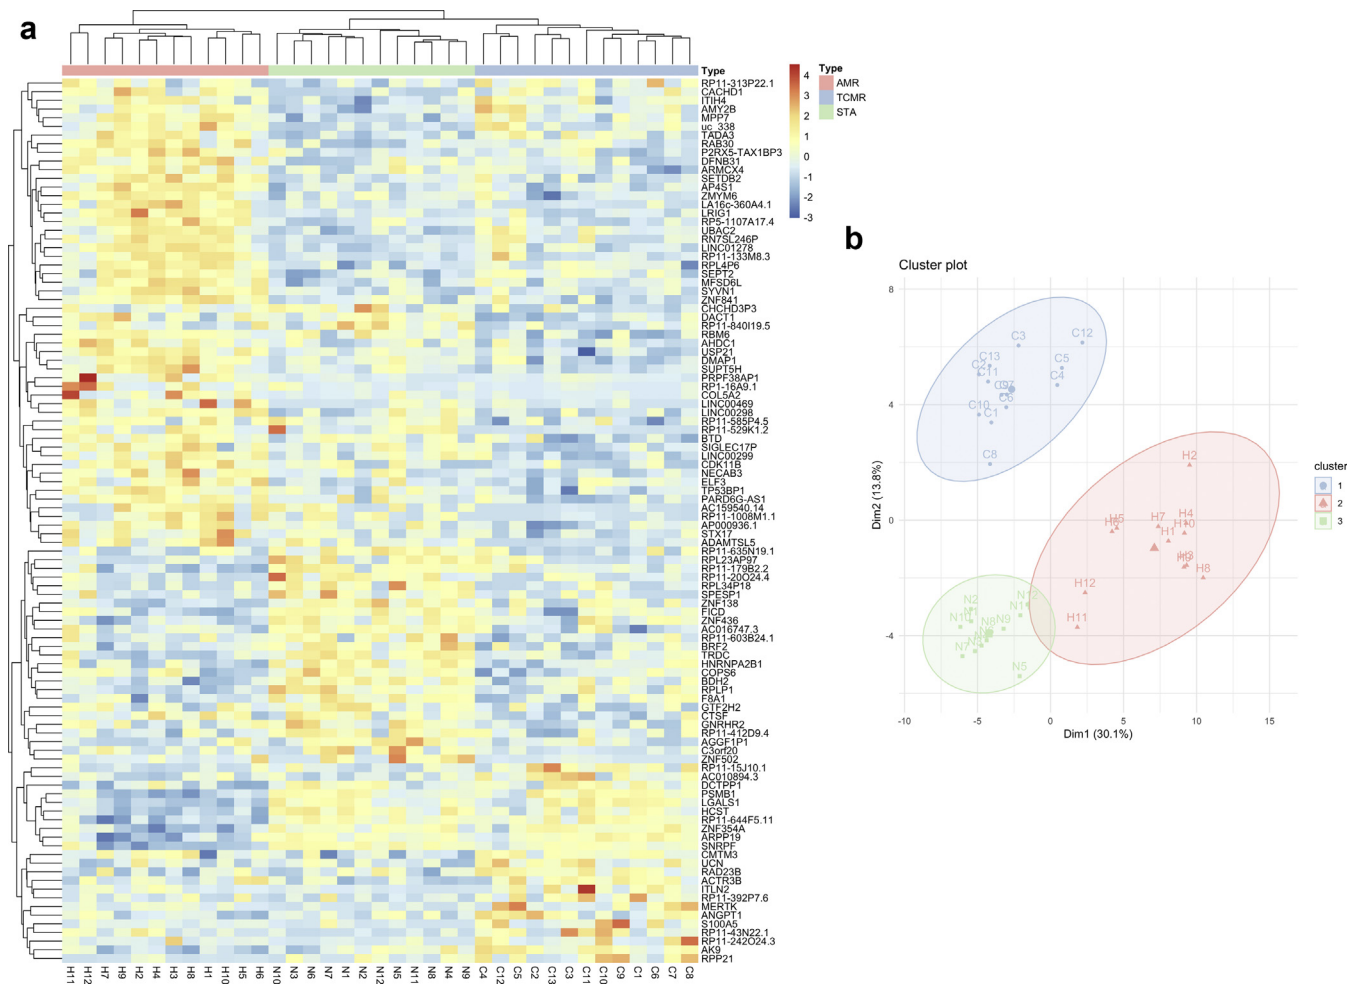 a
Type
RP11-313P22.1
CACHD1
ITIH4
AMY2B
MPP7
uc_338
TADA3
RAB30
P2RX5-TAX1BP3
DFNB31
ARMCX4
SETDB2
AP4S1
ZMYM6
LA16c-360A4.1
LRIG1
RP5-1107A17.4
UBAC2
RN7SL246P
LINC01278
RP11-133M8.3
RPL4P6
SEPT2
MFSD6L
SYVN1
ZNF841
CHCHD3P3
DACT1
RP11-840I19.5
RBM6
AHDC1
USP21
DMAP1
SUPT5H
PRPF38AP1
RP1-16A9.1
COL5A2
LINC00469
LINC00298
RP11-585P4.5
RP11-529K1.2
BTD
SIGLEC17P
LINC00299
CDK11B
NECAB3
ELF3
TP53BP1
PARD6G-AS1
AC159540.14
RP11-1008M1.1
AP000936.1
STX17
ADAMTSL5
RP11-635N19.1
RPL23AP97
RP11-179B2.2
RP11-20O24.4
RPL34P18
SPESP1
ZNF138
FICD
ZNF436
AC016747.3
RP11-603B24.1
BRF2
TRDC
HNRNPA2B1
COPS6
BDH2
RPLP1
F8A1
GTF2H2
CTSF
GNRHR2
RP11-412D9.4
AGGF1P1
C3orf20
ZNF502
RP11-15J10.1
AC010894.3
DCTPP1
PSMB1
LGALS1
HCST
RP11-644F5.11
ZNF354A
ARPP19
SNRPF
CMTM3
UCN
RAD23B
ACTR3B
ITLN2
RP11-392P7.6
MERTK
ANGPT1
S100A5
RP11-43N22.1
RP11-242O24.3
AK9
RPP21
H11 H12 H7 H9 H2 H4 H3 H8 H1 H10 H5 H6 N10 N3 N6 N7 N1 N2 N12 N5 N11 N8 N4 N9 C4 C12 C5 C2 C13 C3 C11 C10 C9 C1 C6 C7 C8
4
3
2
1
0
-1
-2
-3
Type
AMR
TCMR
STA
b
Cluster plot
8
4
0
-4
Dim2 (13.8%)
-10 -5 0 5 10 15
Dim1 (30.1%)
C3
C12
C13
C5
C2
C11
C4
C6
C10
C1
C8
H2
H5
H6
H7
H4
H10
H1
H8
H12
H11
N2
N1
N10
N8
N9
N7
N5
cluster
1
2
3